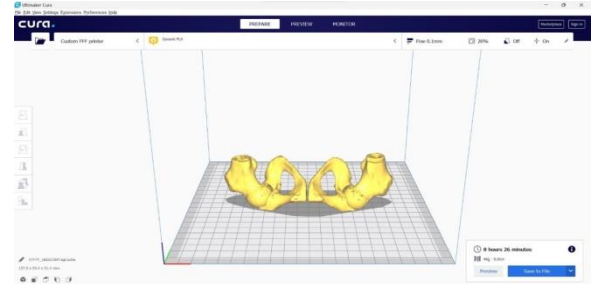 Ultimaker Cura
File Edit View Settings Extensions Preferences Help
cura.
PREPARE PREVIEW MONITOR
Marketplace Sign in
Custom FFF printer
Generic PLA
Fine 0.1mm
20%
Off
On
8 hours 26 minutes
Preview
Save to File